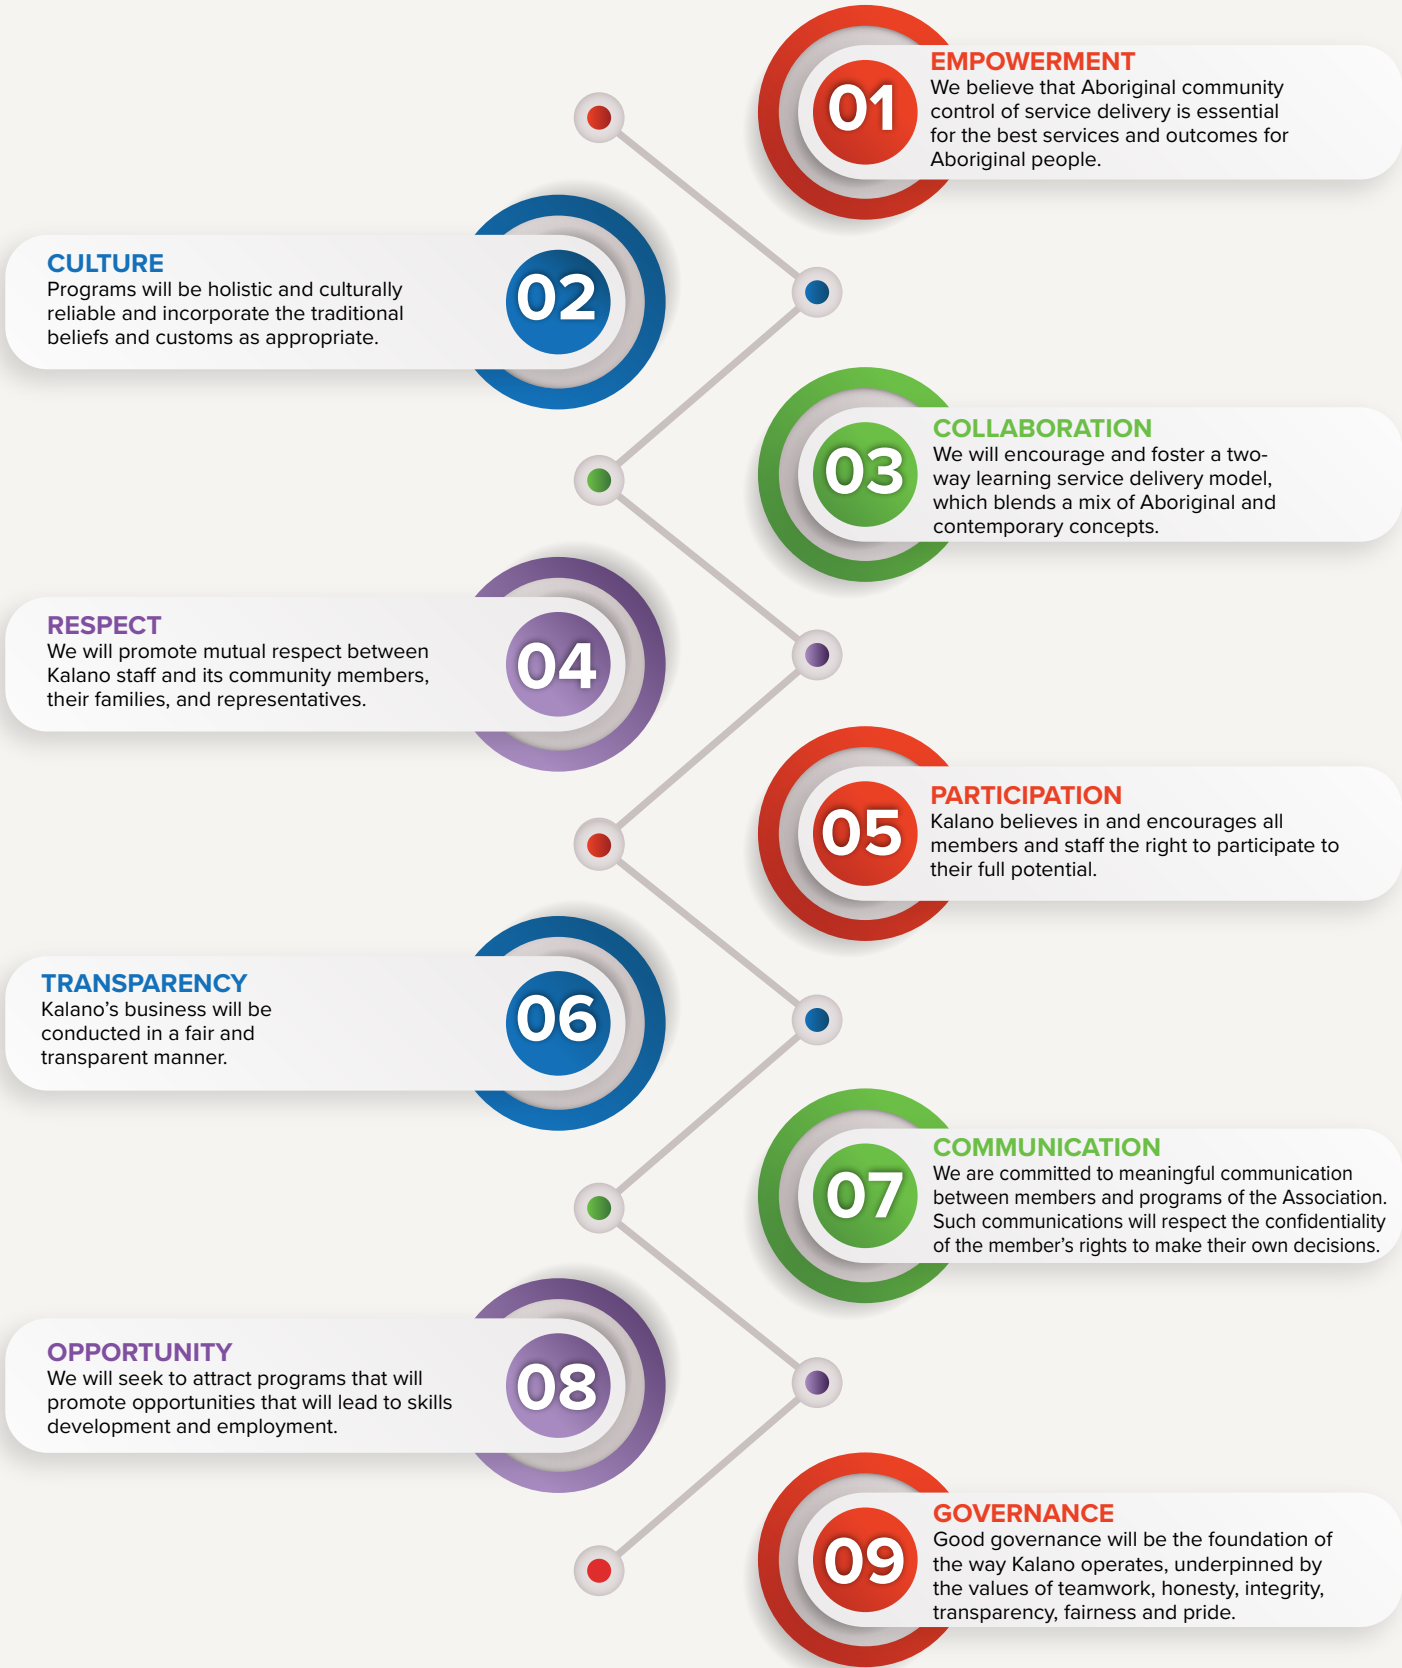 01
EMPOWERMENT
We believe that Aboriginal community
control of service delivery is essential
for the best services and outcomes for
Aboriginal people.
CULTURE
Programs will be holistic and culturally
reliable and incorporate the traditional
beliefs and customs as appropriate.
02
03
COLLABORATION
We will encourage and foster a two-
way learning service delivery model,
which blends a mix of Aboriginal and
contemporary concepts.
RESPECT
We will promote mutual respect between
Kalano staff and its community members,
their families, and representatives.
04
05
PARTICIPATION
Kalano believes in and encourages all
members and staff the right to participate to
their full potential.
TRANSPARENCY
Kalano’s business will be
conducted in a fair and
transparent manner.
06
07
COMMUNICATION
We are committed to meaningful communication
between members and programs of the Association.
Such communications will respect the confidentiality
of the member’s rights to make their own decisions.
OPPORTUNITY
We will seek to attract programs that will
promote opportunities that will lead to skills
development and employment.
08
09
GOVERNANCE
Good governance will be the foundation of
the way Kalano operates, underpinned by
the values of teamwork, honesty, integrity,
transparency, fairness and pride.